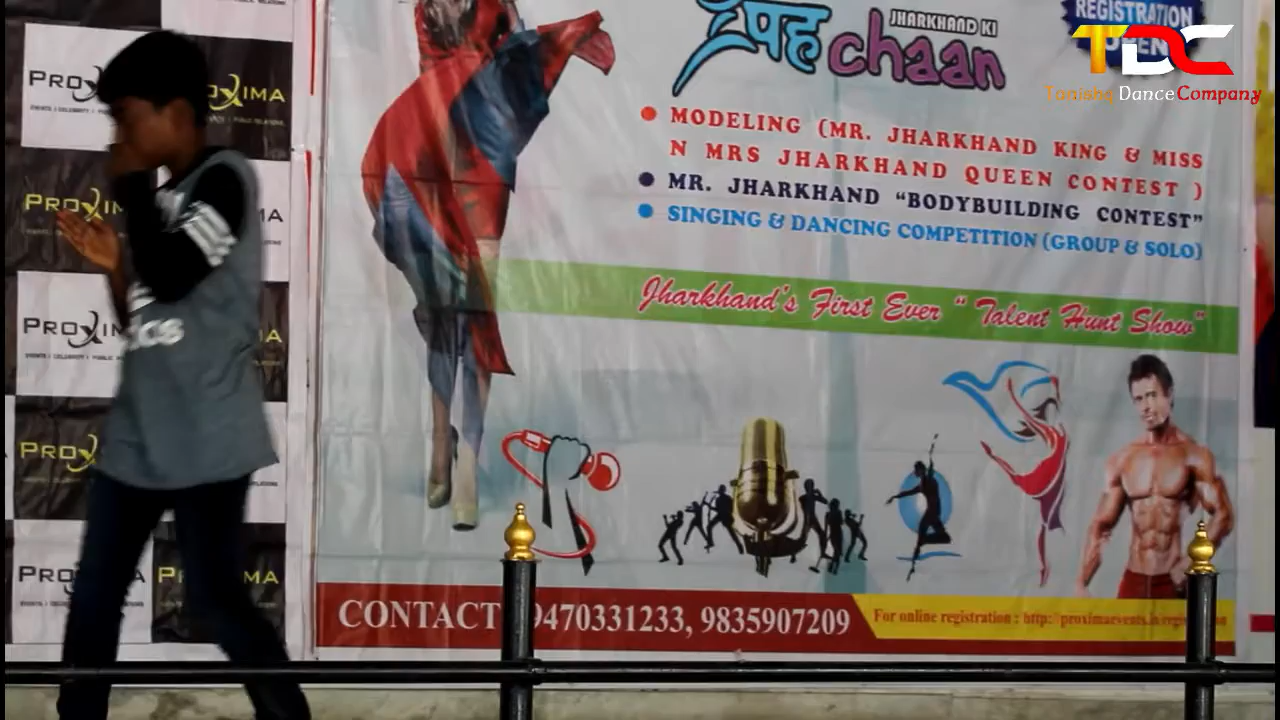 REGISTRATION
OPEN
TDC
Tanishq Dance Company
पह
JHARKHAND KI
chaan
MODELING (MR. JHARKHAND KING & MISS
N MRS JHARKHAND QUEEN CONTEST )
MR. JHARKHAND “BODYBUILDING CONTEST”
SINGING & DANCING COMPETITION (GROUP & SOLO)
Jharkhand's First Ever “ Talent Hunt Show”
CONTACT 9470331233, 9835907209
For online registration : http://proximaevents.in
PROXIMA
PROXIMA
PROXIMA
PROXIMA
PROXIMA
PROXIMA